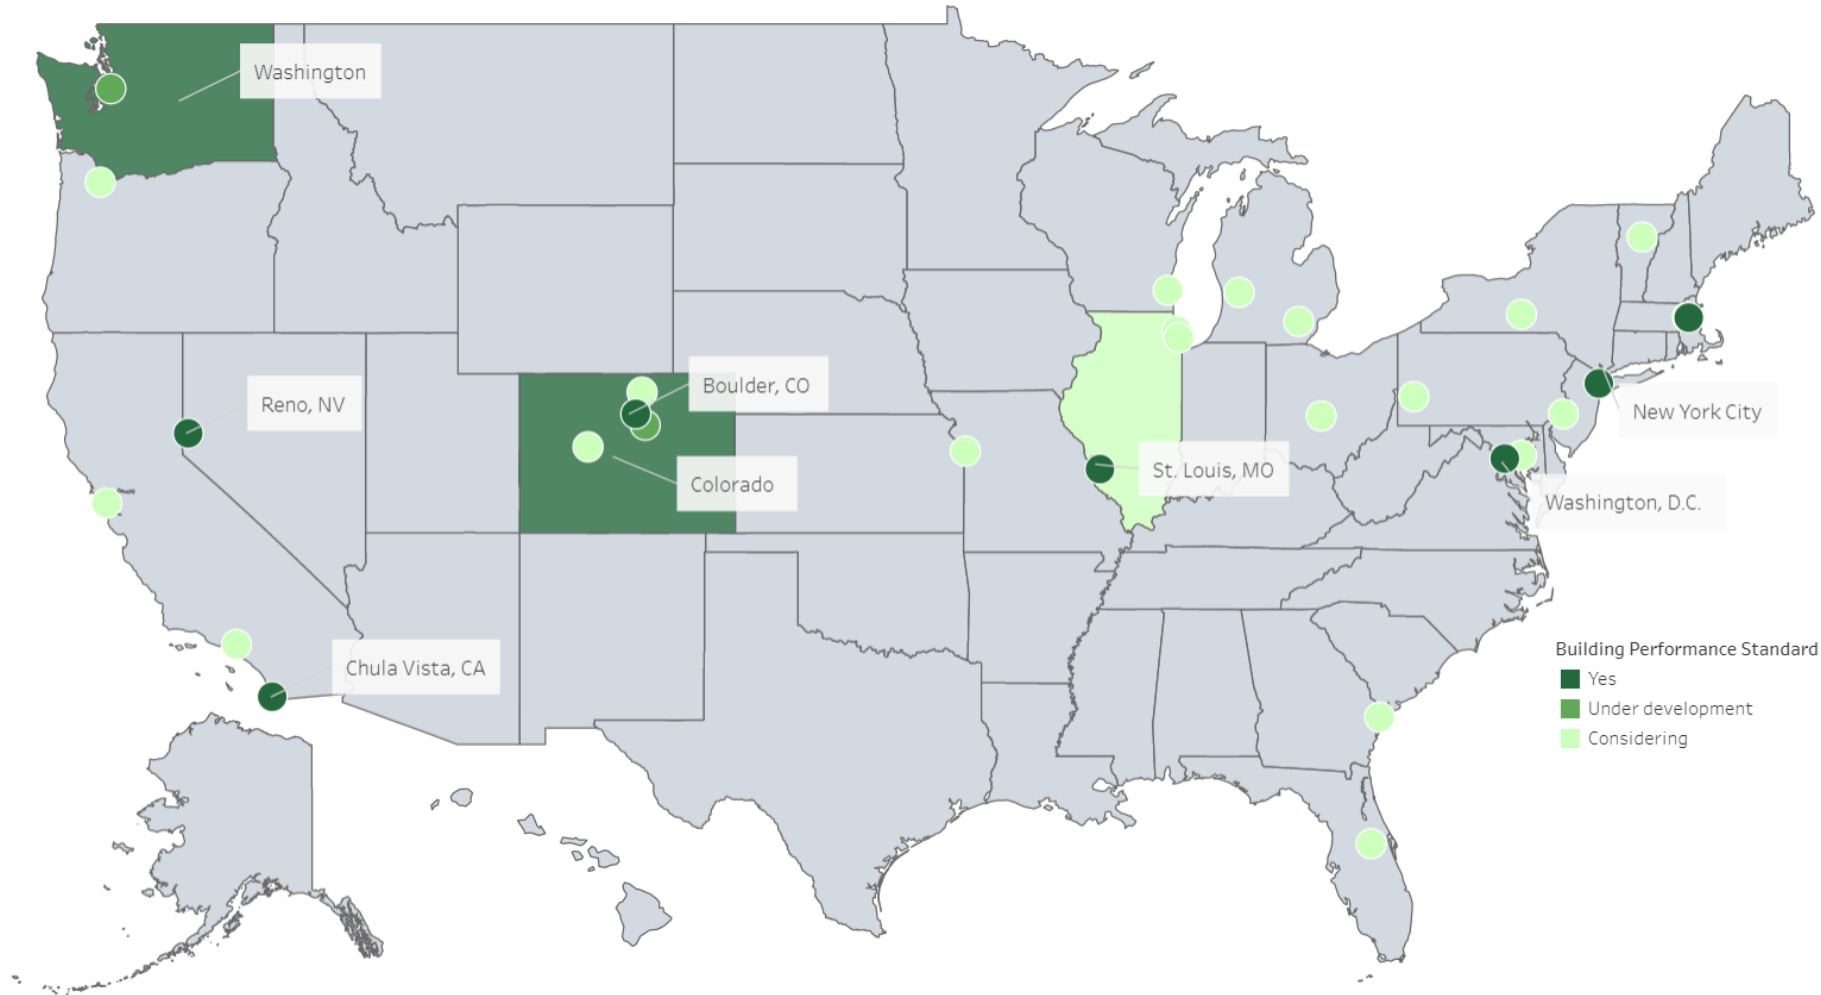 Washington
Boulder, CO
Reno, NV
New York City
St. Louis, MO
Colorado
Washington, D.C.
Chula Vista, CA
Building Performance Standard
Yes
Under development
Considering